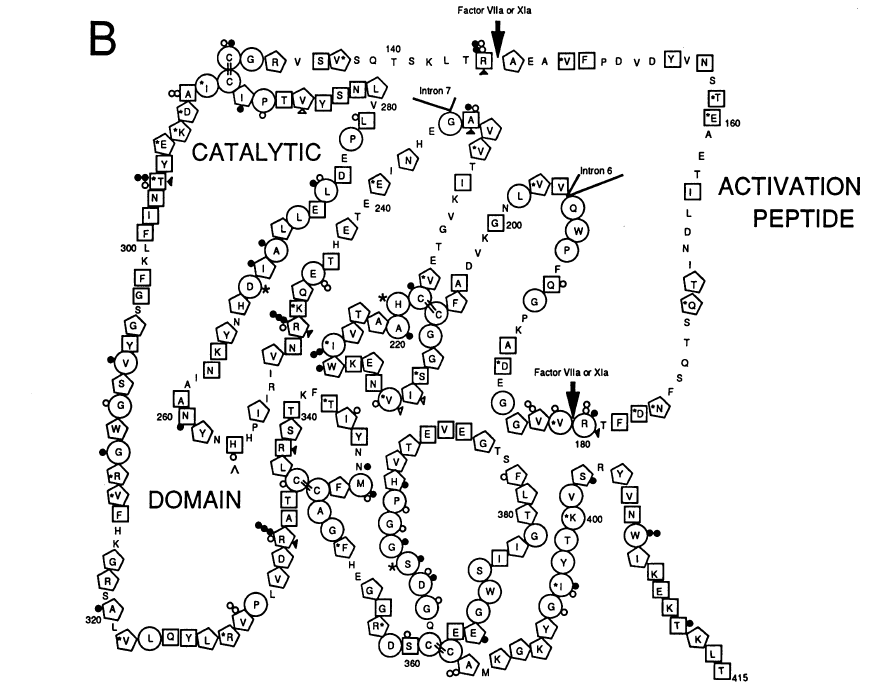 B
Factor VIIa or XIa
C G R V S V* S Q T S K L T R A E A *V F P D V D Y V N
140
S *T *E A E T I L D N I T *Q S T Q S F N *D F T R
160
180
Factor VIIa or XIa
*V V G G E *D A K P G Q F P W Q V *V L N G K V D A F C
Intron 6
200
G G *S I V N E K W *I V T A A H C *V E T G V K I T *V V A G
220
Intron 7
E H N I *E E T E H T E Q *K R N V I R I P H H N Y N A A I
240
260
N K Y N H D I A L L E L D E P L V L N S Y V T P I C
280
I A *D *K *E Y *T N I F L K F G S G Y V S G W G *R *V F H K G R S A
300
320
L *V L Q Y L *R V P L V D R A T C L R S T K F *T I Y N N M F C
340
A G *F H E G G R* D S C Q G D S G G P H V T E V E G T S F L T
360
380
G I I S W G E E C A M K G K Y G *I Y T *K V S R Y V N W I K E K T K L T
400
415
CATALYTIC
DOMAIN
ACTIVATION
PEPTIDE